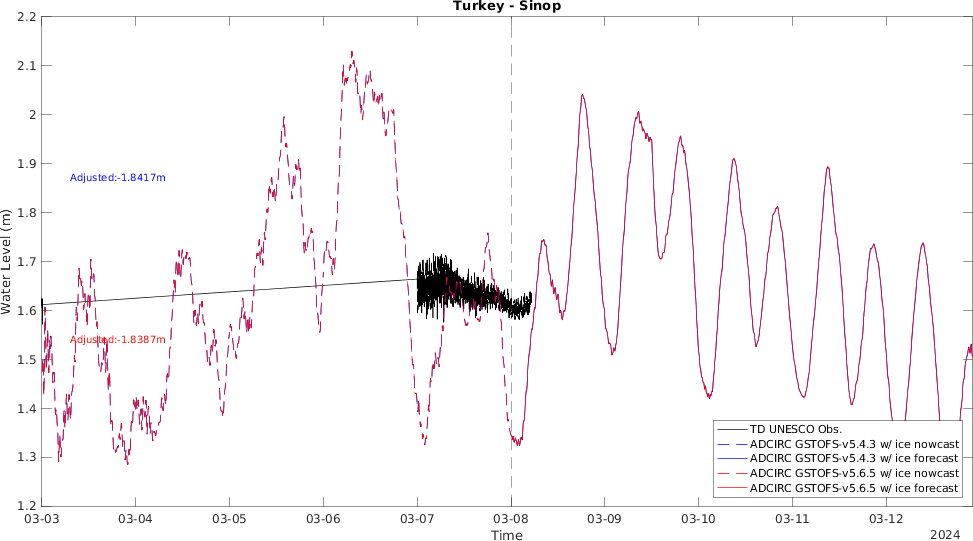 Turkey - Sinop
2.2
2.1
2
1.9
1.8
1.7
1.6
1.5
1.4
1.3
1.2
Water Level (m)
Adjusted:-1.8417m
Adjusted:-1.8387m
TD UNESCO Obs.
ADCIRC GSTOFS-v5.4.3 w/ ice nowcast
ADCIRC GSTOFS-v5.4.3 w/ ice forecast
ADCIRC GSTOFS-v5.6.5 w/ ice nowcast
ADCIRC GSTOFS-v5.6.5 w/ ice forecast
03-03 03-04 03-05 03-06 03-07 03-08 03-09 03-10 03-11 03-12
Time
2024